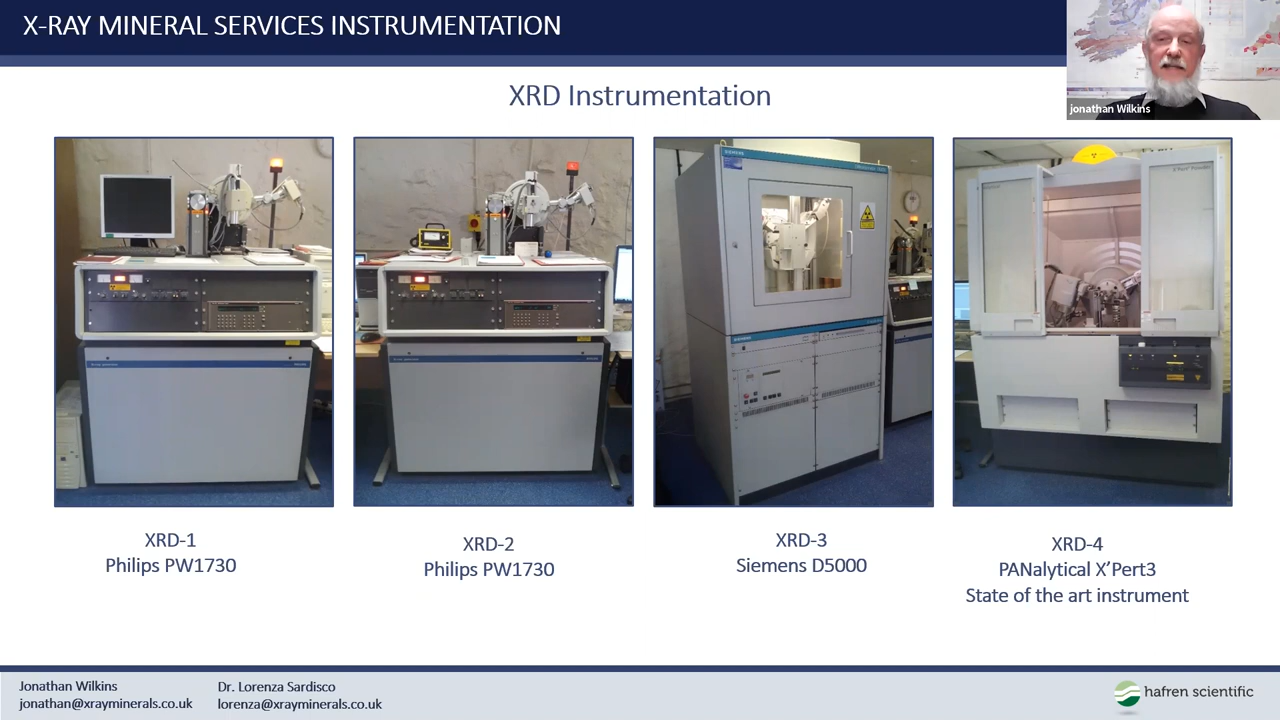 X-RAY MINERAL SERVICES INSTRUMENTATION
jonathan Wilkins
XRD Instrumentation
SIEMENS
SIEMENS
XRD-1
Philips PW1730
XRD-2
Philips PW1730
XRD-3
Siemens D5000
XRD-4
PANalytical X’Pert3
State of the art instrument
Jonathan Wilkins
jonathan@xrayminerals.co.uk
Dr. Lorenza Sardisco
lorenza@xrayminerals.co.uk
hafren scientific